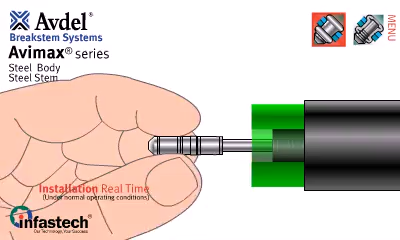 Avdel®
Breakstem Systems
Avimax® series
Steel Body
Steel Stem
MENU
Installation Real Time
(Under normal operating conditions)
infastech®
Our Technology, Your Success